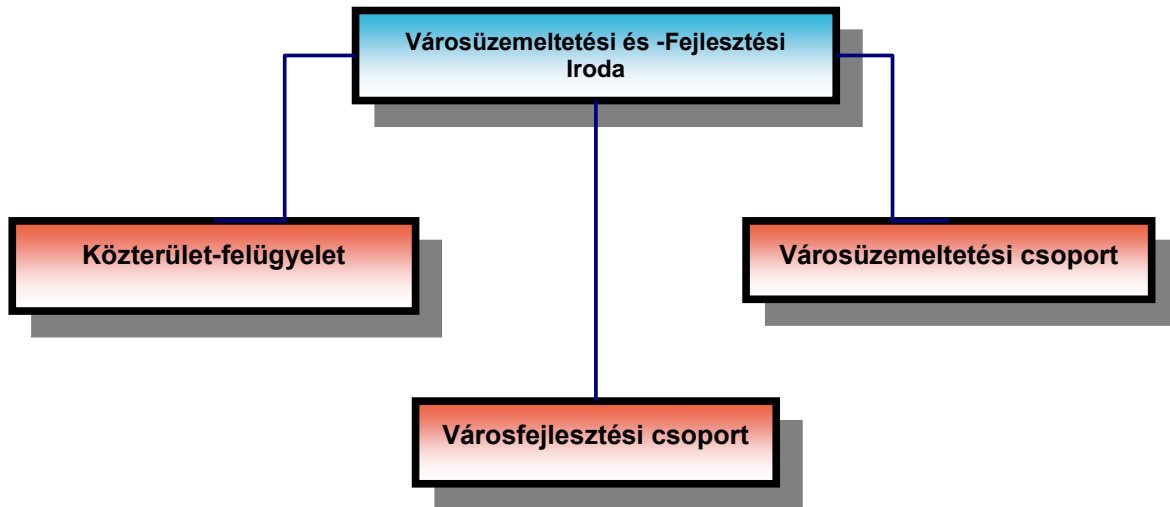 Városüzemeltetési és -Fejlesztési
Iroda
Közterület-felügyelet
Városüzemeltetési csoport
Városfejlesztési csoport